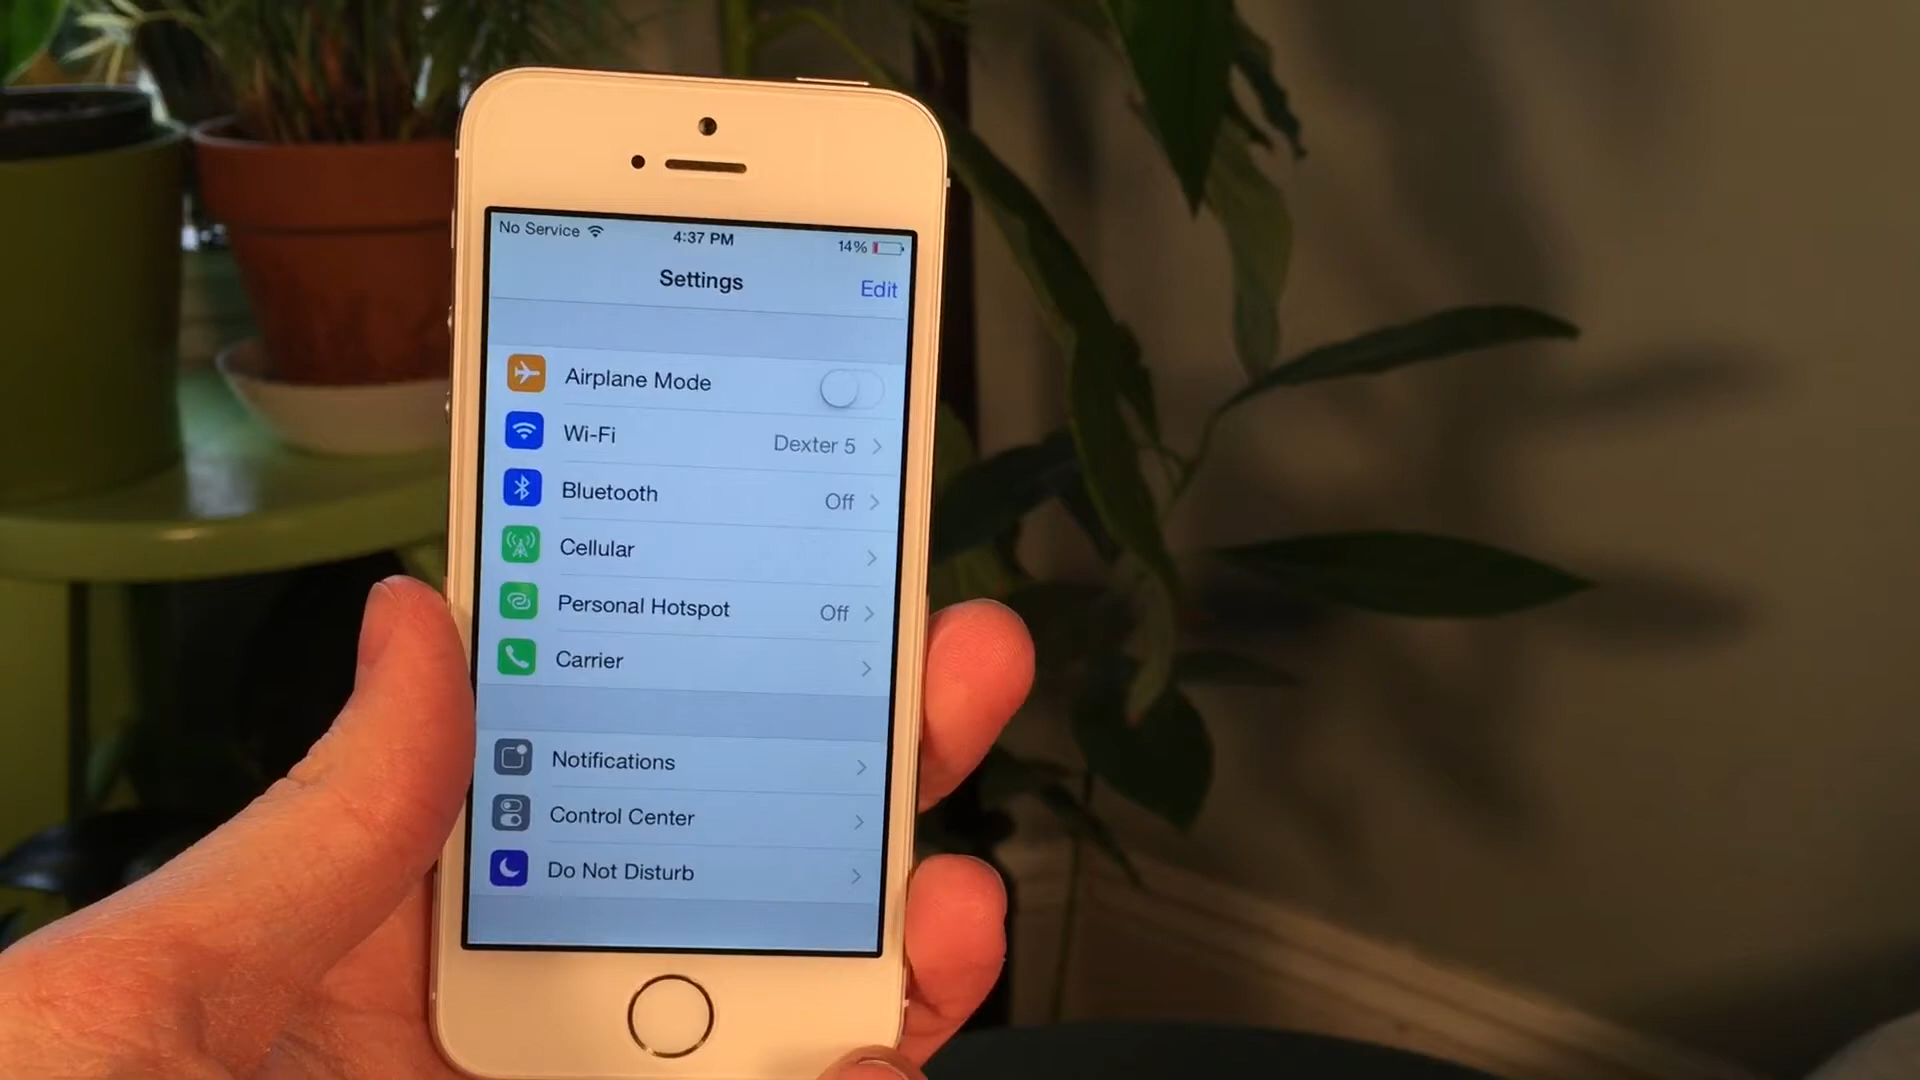 No Service 4:37 PM 14%
Settings Edit
Airplane Mode
Wi-Fi Dexter 5
Bluetooth Off
Cellular
Personal Hotspot Off
Carrier
Notifications
Control Center
Do Not Disturb